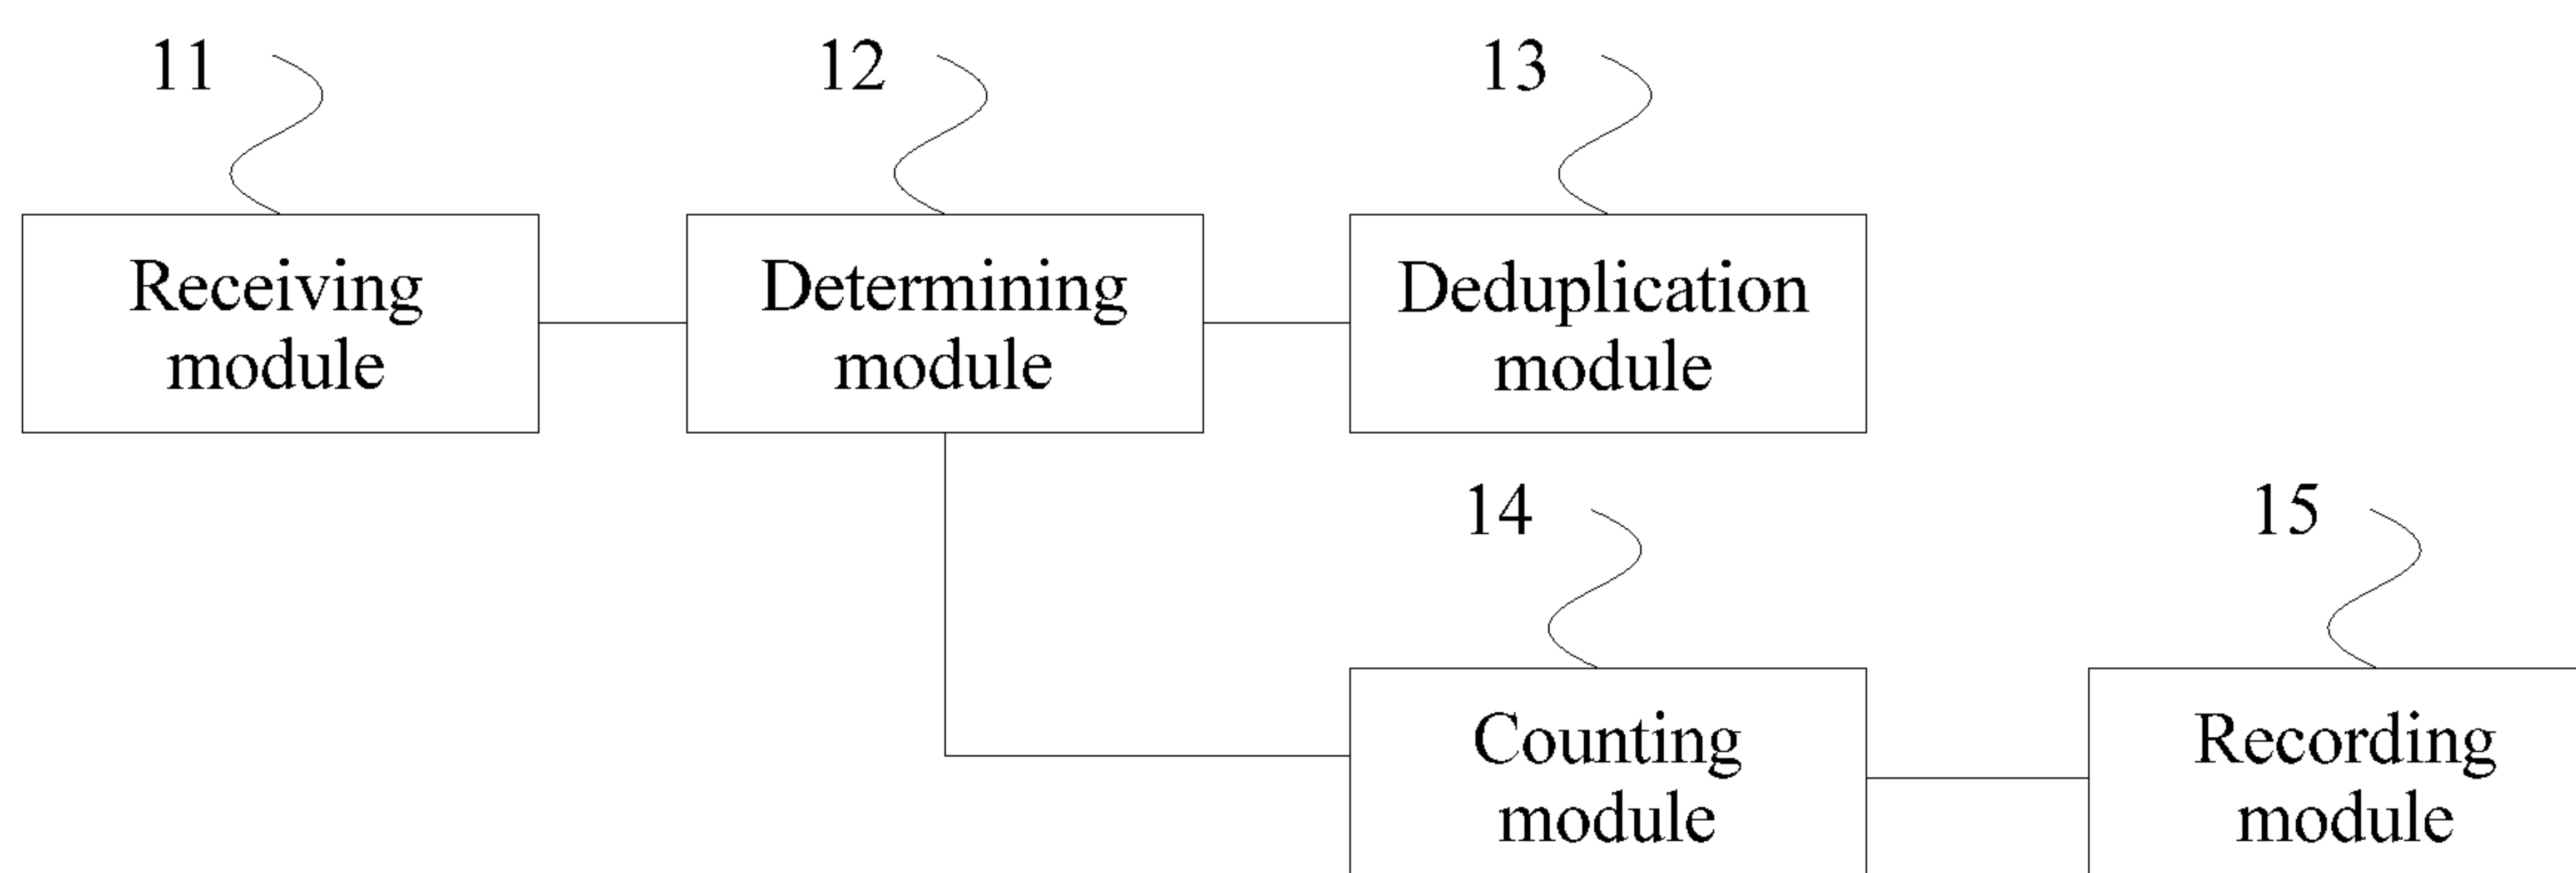 11
12
13
Receiving
module
Determining
module
Deduplication
module
14
15
Counting
module
Recording
module